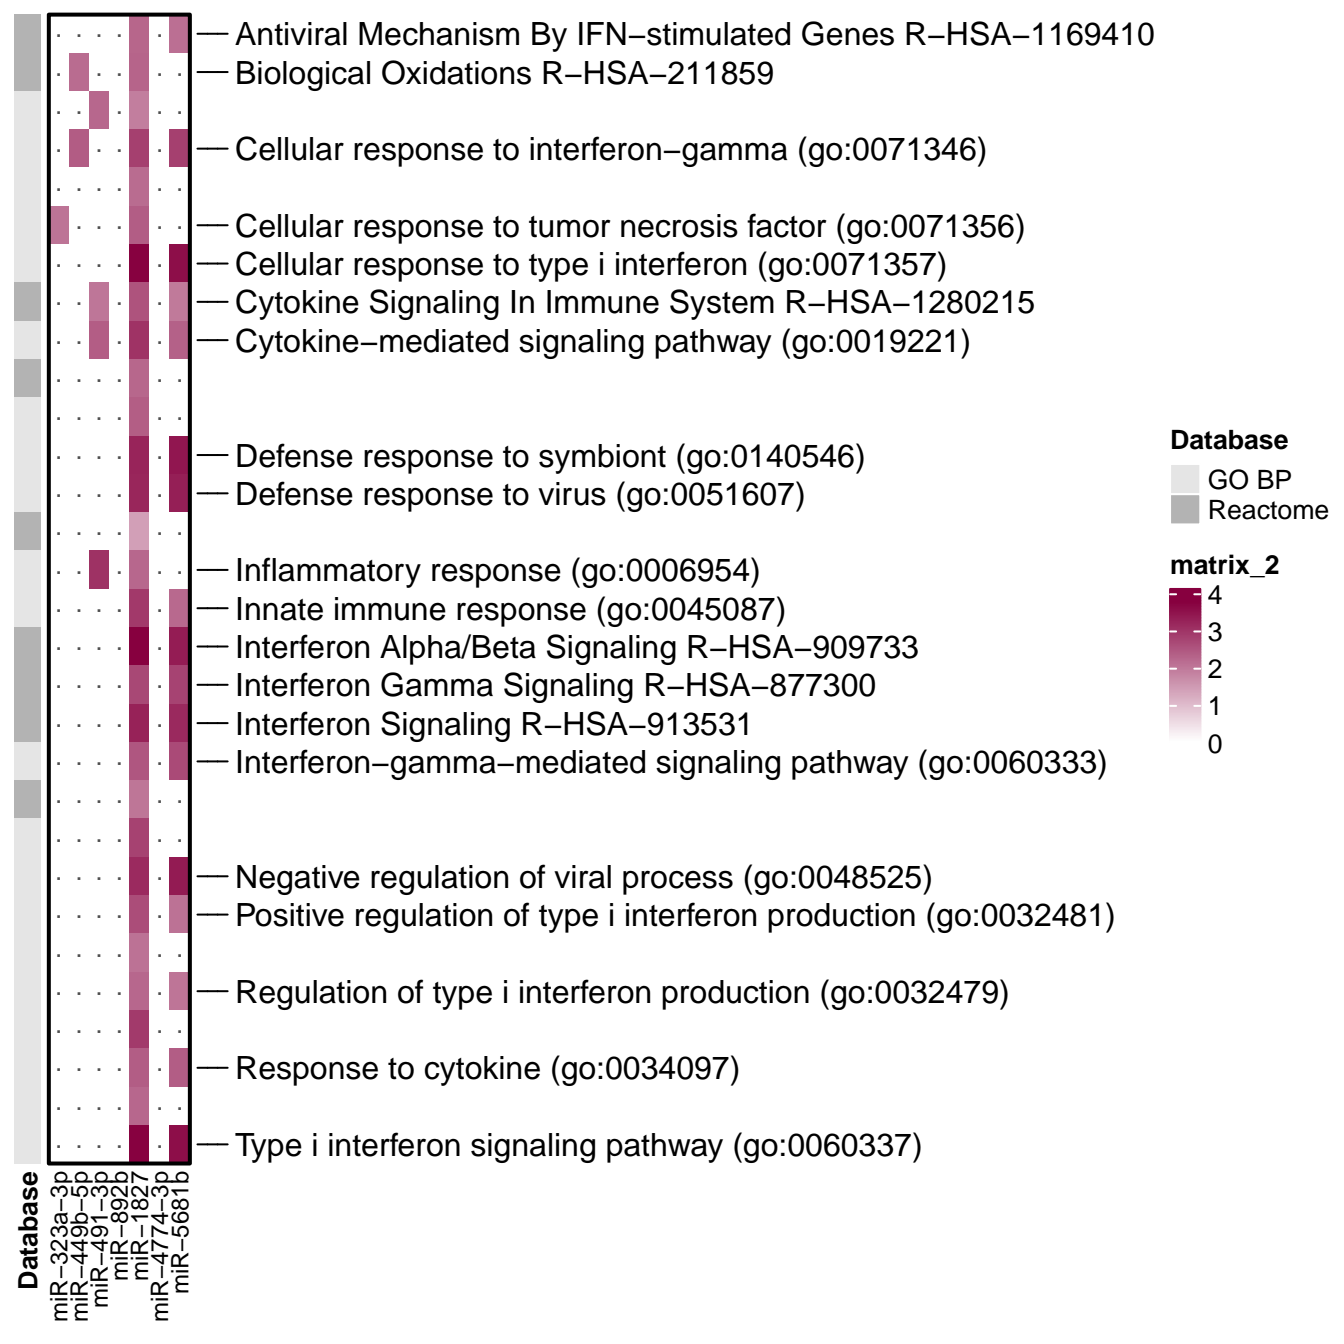 Antiviral Mechanism By IFN−stimulated Genes R−HSA−1169410
Biological Oxidations R−HSA−211859
Cellular response to interferon−gamma (go:0071346)
Cellular response to tumor necrosis factor (go:0071356)
Cellular response to type i interferon (go:0071357)
Cytokine Signaling In Immune System R−HSA−1280215
Cytokine−mediated signaling pathway (go:0019221)
Defense response to symbiont (go:0140546)
Defense response to virus (go:0051607)
Inflammatory response (go:0006954)
Innate immune response (go:0045087)
Interferon Alpha/Beta Signaling R−HSA−909733
Interferon Gamma Signaling R−HSA−877300
Interferon Signaling R−HSA−913531
Interferon−gamma−mediated signaling pathway (go:0060333)
Negative regulation of viral process (go:0048525)
Positive regulation of type i interferon production (go:0032481)
Regulation of type i interferon production (go:0032479)
Response to cytokine (go:0034097)
Type i interferon signaling pathway (go:0060337)
Database
miR−323a−3p
miR−449b−5p
miR−491−3p
miR−892b
miR−1827
miR−4774−3p
miR−5681b
Database
GO BP
Reactome
matrix_2
4
3
2
1
0